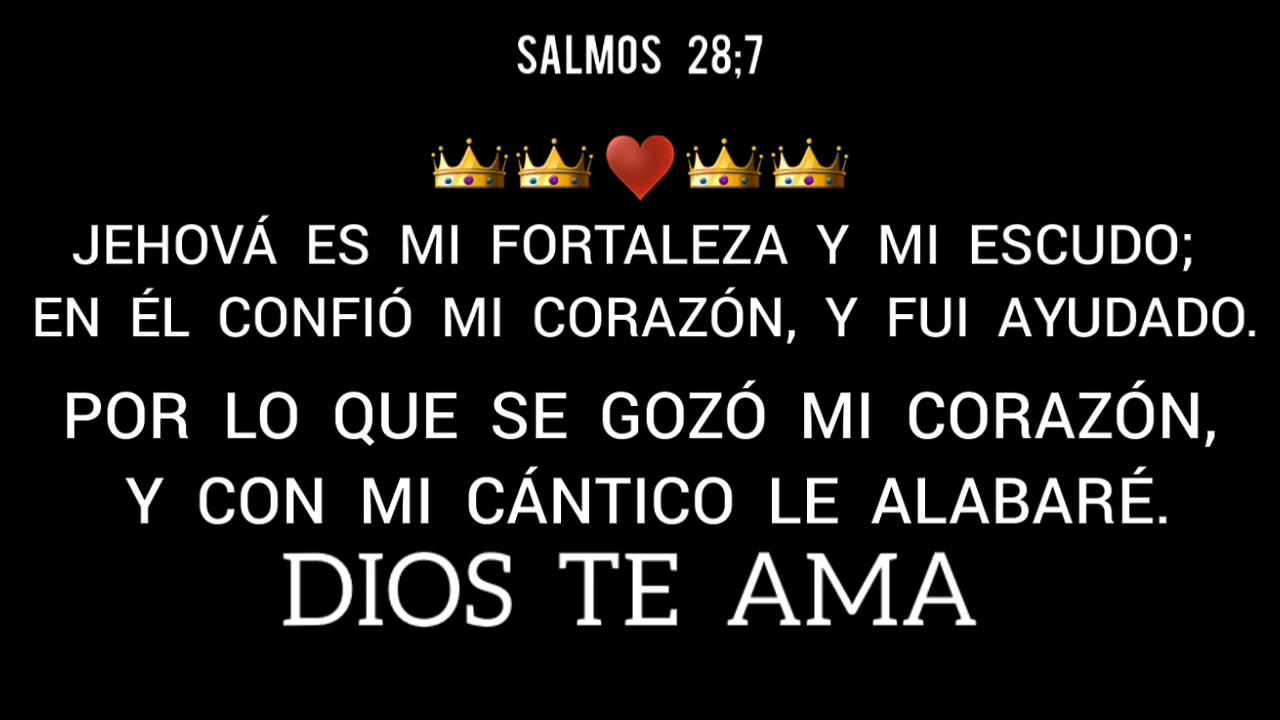 SALMOS 28;7
👑👑♥️👑👑
JEHOVÁ ES MI FORTALEZA Y MI ESCUDO;
EN ÉL CONFIÓ MI CORAZÓN, Y FUI AYUDADO.
POR LO QUE SE GOZÓ MI CORAZÓN,
Y CON MI CÁNTICO LE ALABARÉ.
DIOS TE AMA